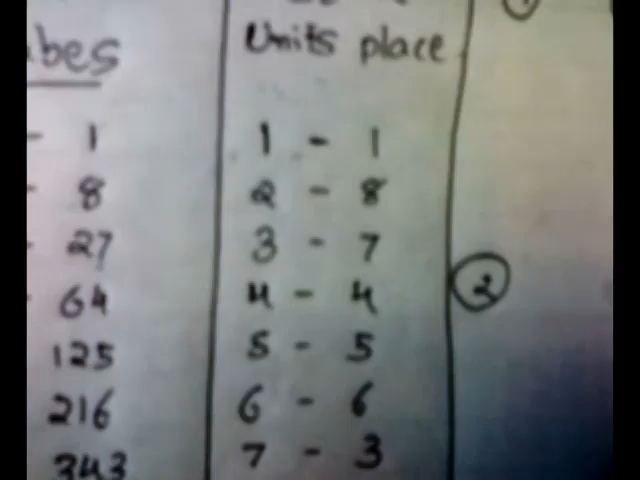 Units place
- 1
1 - 1
- 8
2 - 8
- 27
3 - 7
- 64
4 - 4
2
125
5 - 5
216
6 - 6
343
7 - 3